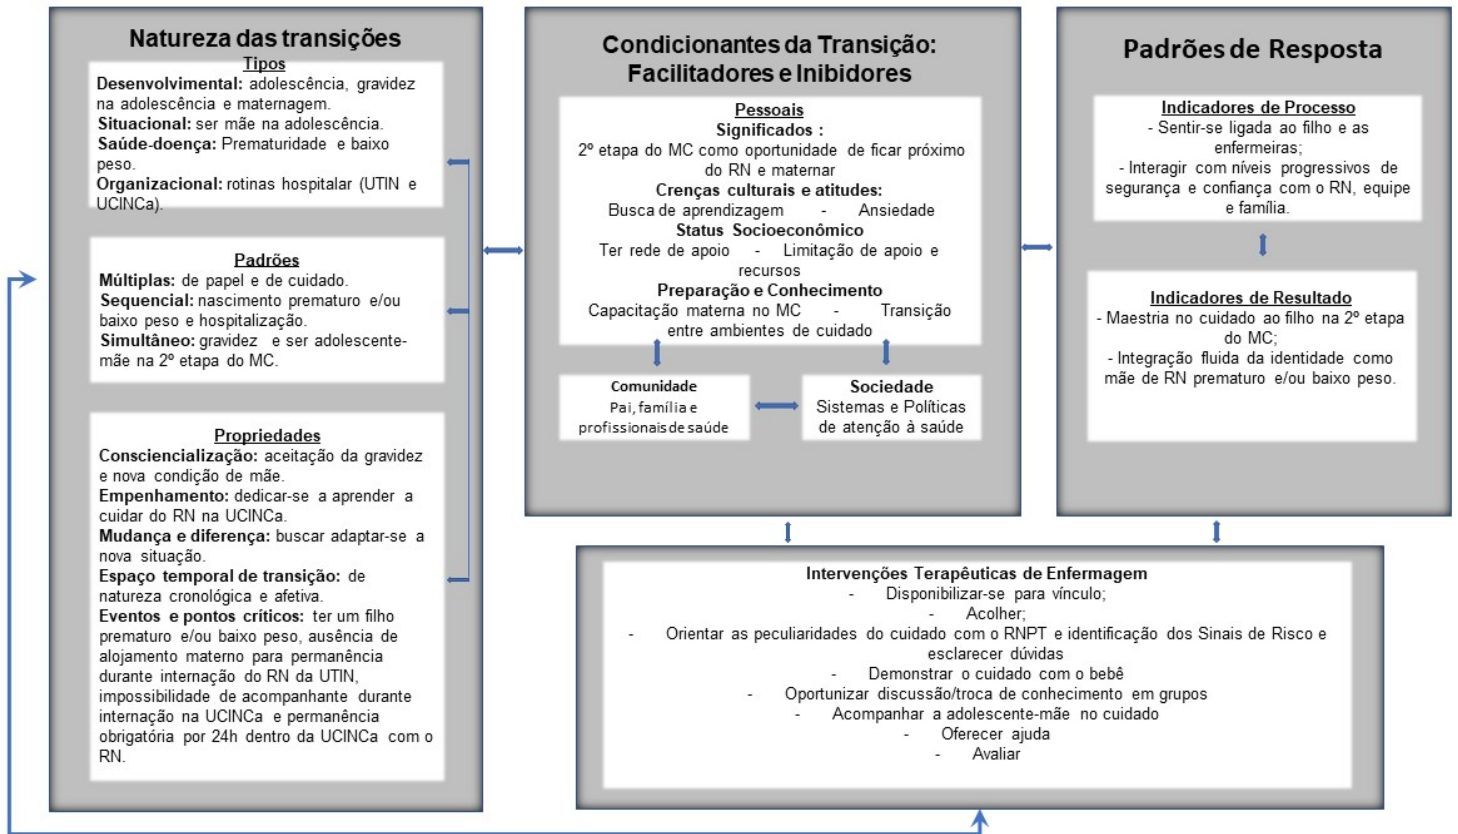 Natureza das transições
Tipos
Desenvolvimental: adolescência, gravidez
na adolescência e maternagem.
Situacional: ser mãe na adolescência.
Saúde-doença: Prematuridade e baixo
peso.
Organizacional: rotinas hospitalar (UTIN e
UCINCa).
Padrões
Múltiplas: de papel e de cuidado.
Sequencial: nascimento prematuro e/ou
baixo peso e hospitalização.
Simultâneo: gravidez e ser adolescente-
mãe na 2º etapa do MC.
Propriedades
Consciencialização: aceitação da gravidez
e nova condição de mãe.
Empenhamento: dedicar-se a aprender a
cuidar do RN na UCINCa.
Mudança e diferença: buscar adaptar-se a
nova situação.
Espaço temporal de transição: de
natureza cronológica e afetiva.
Eventos e pontos críticos: ter um filho
prematuro e/ou baixo peso, ausência de
alojamento materno para permanência
durante internação do RN da UTIN,
impossibilidade de acompanhante durante
internação na UCINCa e permanência
obrigatória por 24h dentro da UCINCa com o
RN.
Condicionantes da Transição:
Facilitadores e Inibidores
Pessoais
Significados :
2º etapa do MC como oportunidade de ficar próximo
do RN e maternar
Crenças culturais e atitudes:
Busca de aprendizagem - Ansiedade
Status Socioeconômico
Ter rede de apoio - Limitação de apoio e
recursos
Preparação e Conhecimento
Capacitação materna no MC - Transição
entre ambientes de cuidado
Comunidade
Pai, família e
profissionais de saúde
Sociedade
Sistemas e Políticas
de atenção à saúde
Padrões de Resposta
Indicadores de Processo
- Sentir-se ligada ao filho e as
enfermeiras;
- Interagir com níveis progressivos de
segurança e confiança com o RN, equipe
e família.
Indicadores de Resultado
- Maestria no cuidado ao filho na 2º etapa
do MC;
- Integração fluida da identidade como
mãe de RN prematuro e/ou baixo peso.
Intervenções Terapêuticas de Enfermagem
- Disponibilizar-se para vínculo;
- Acolher;
- Orientar as peculiaridades do cuidado com o RNPT e identificação dos Sinais de Risco e
esclarecer dúvidas
- Demonstrar o cuidado com o bebê
- Oportunizar discussão/troca de conhecimento em grupos
- Acompanhar a adolescente-mãe no cuidado
- Oferecer ajuda
- Avaliar